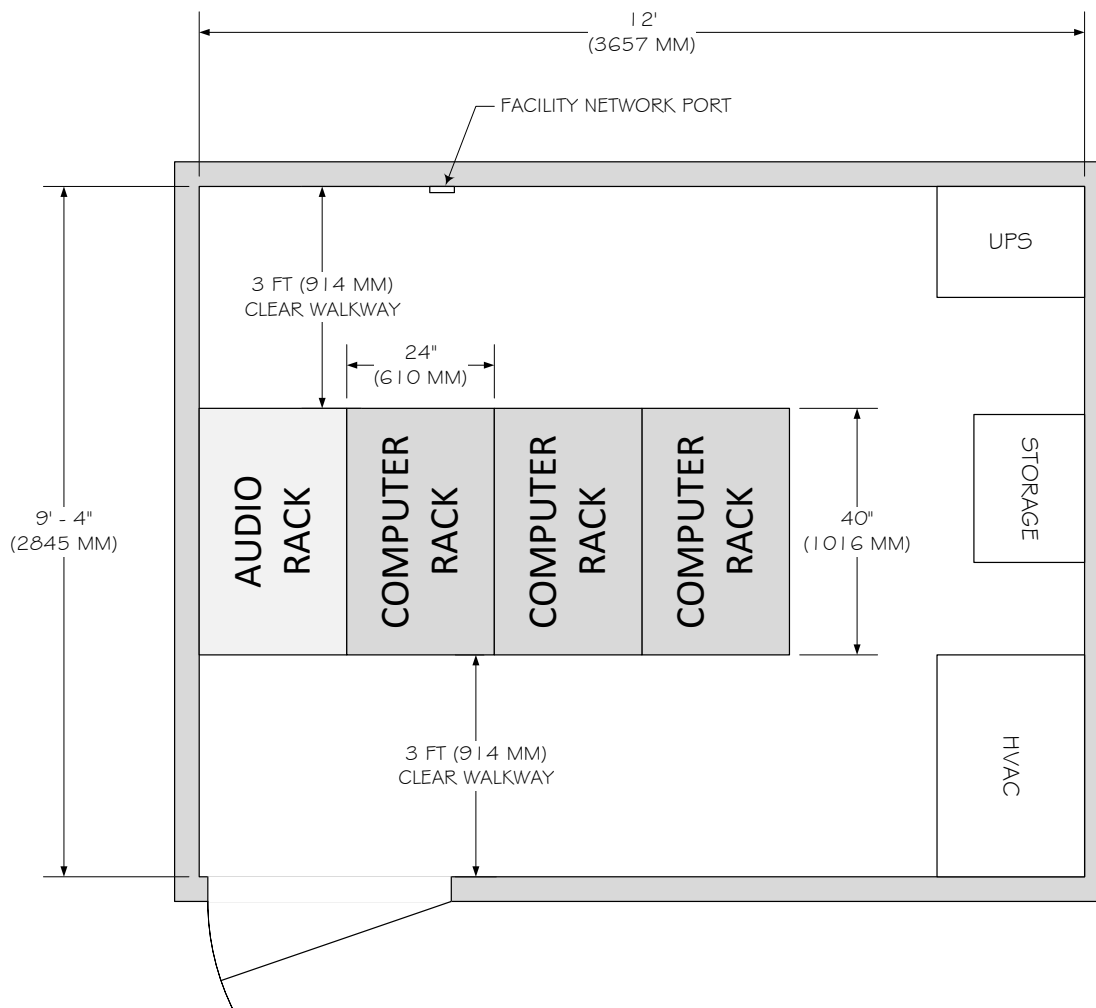 12'
(3657 MM)
FACILITY NETWORK PORT
UPS
3 FT (914 MM)
CLEAR WALKWAY
24"
(610 MM)
AUDIO
RACK
COMPUTER
RACK
COMPUTER
RACK
COMPUTER
RACK
STORAGE
9' - 4"
(2845 MM)
40"
(1016 MM)
3 FT (914 MM)
CLEAR WALKWAY
HVAC